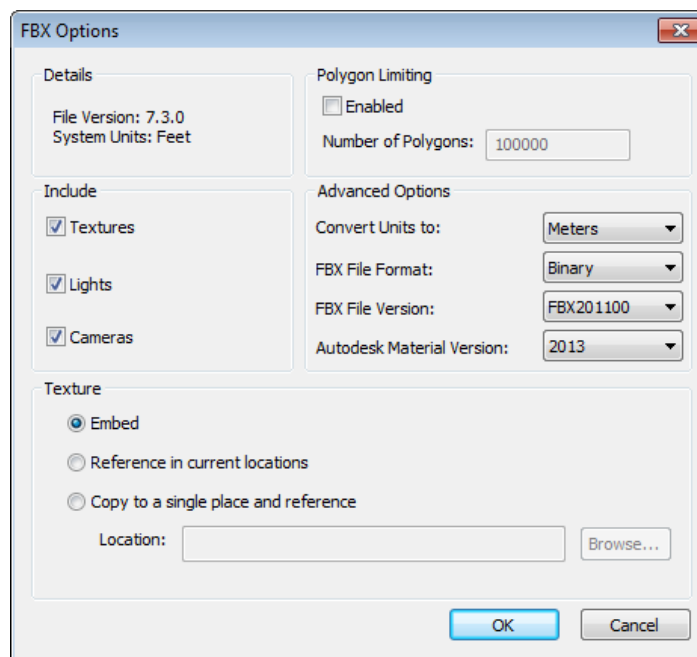 FBX Options
Details
File Version: 7.3.0
System Units: Feet
Polygon Limiting
Enabled
Number of Polygons: 100000
Include
Textures
Lights
Cameras
Advanced Options
Convert Units to: Meters
FBX File Format: Binary
FBX File Version: FBX201100
Autodesk Material Version: 2013
Texture
Embed
Reference in current locations
Copy to a single place and reference
Location: Browse...
OK Cancel